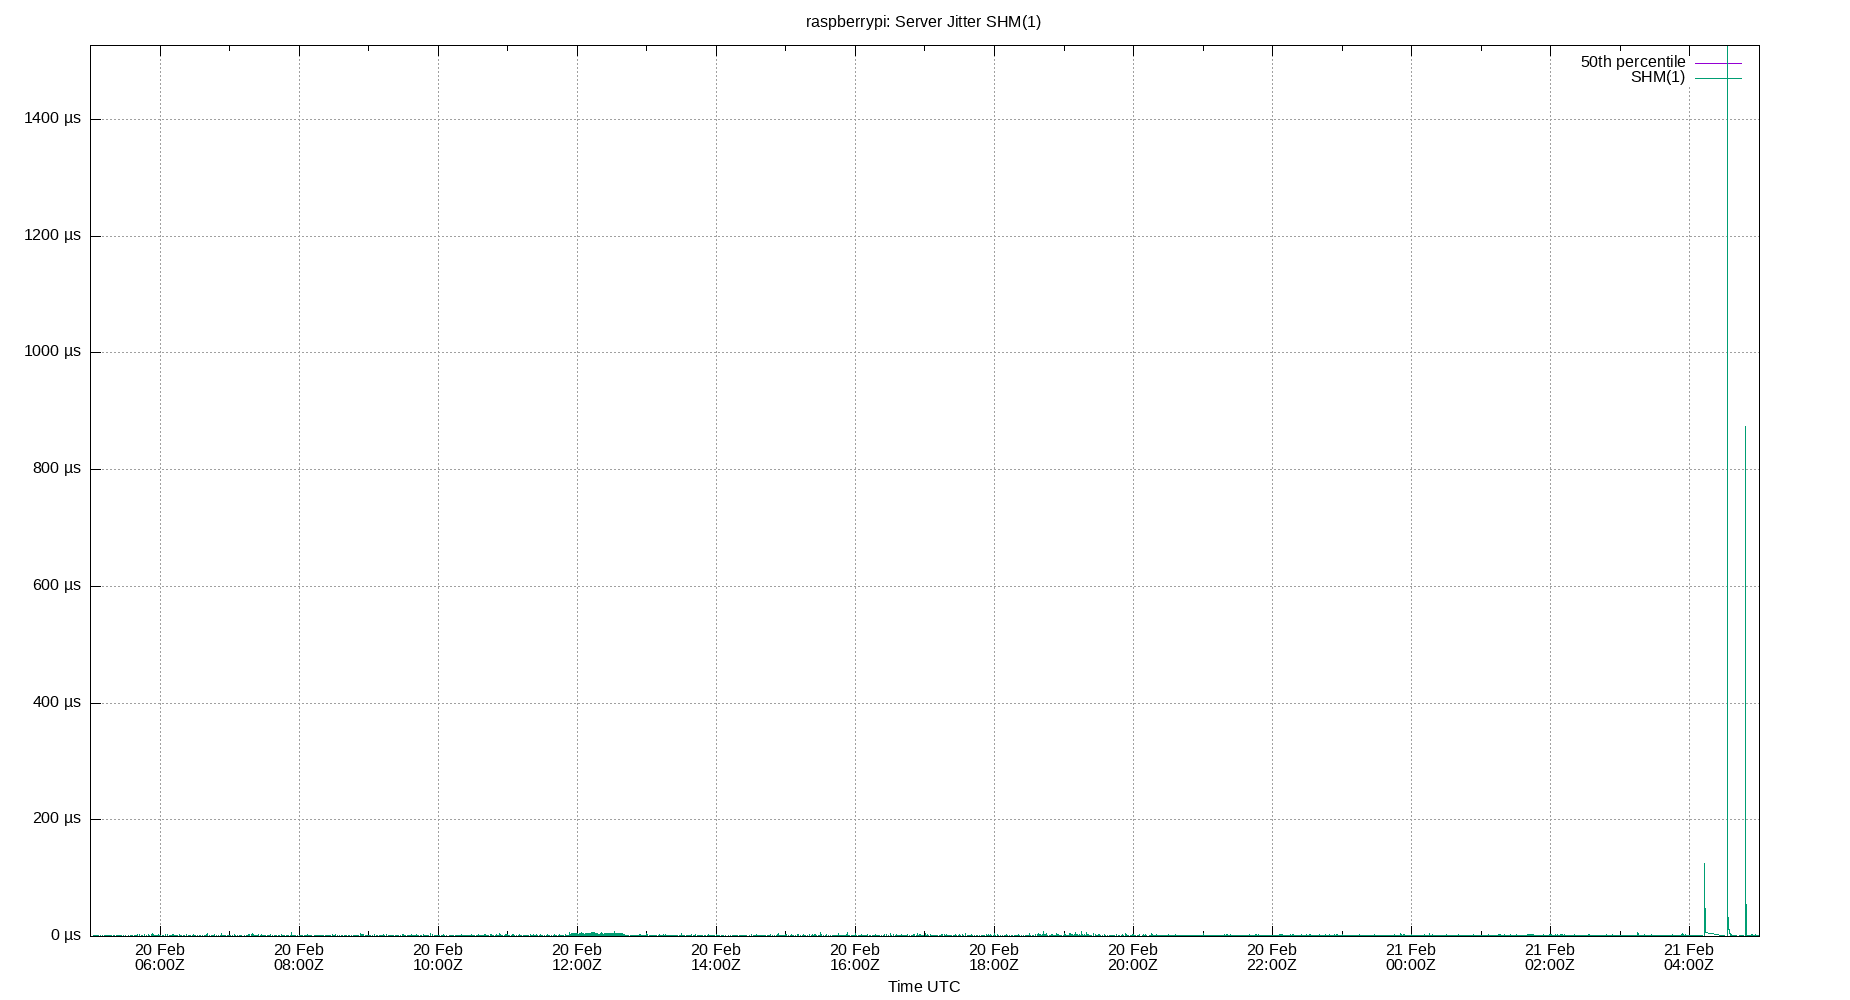 raspberrypi: Server Jitter SHM(1)
50th percentile
SHM(1)
1400 µs
1200 µs
1000 µs
800 µs
600 µs
400 µs
200 µs
0 µs
20 Feb 20 Feb 20 Feb 20 Feb 20 Feb 20 Feb 20 Feb 20 Feb 20 Feb 21 Feb 21 Feb 21 Feb
06:00Z 08:00Z 10:00Z 12:00Z 14:00Z 16:00Z 18:00Z 20:00Z 22:00Z 00:00Z 02:00Z 04:00Z
Time UTC